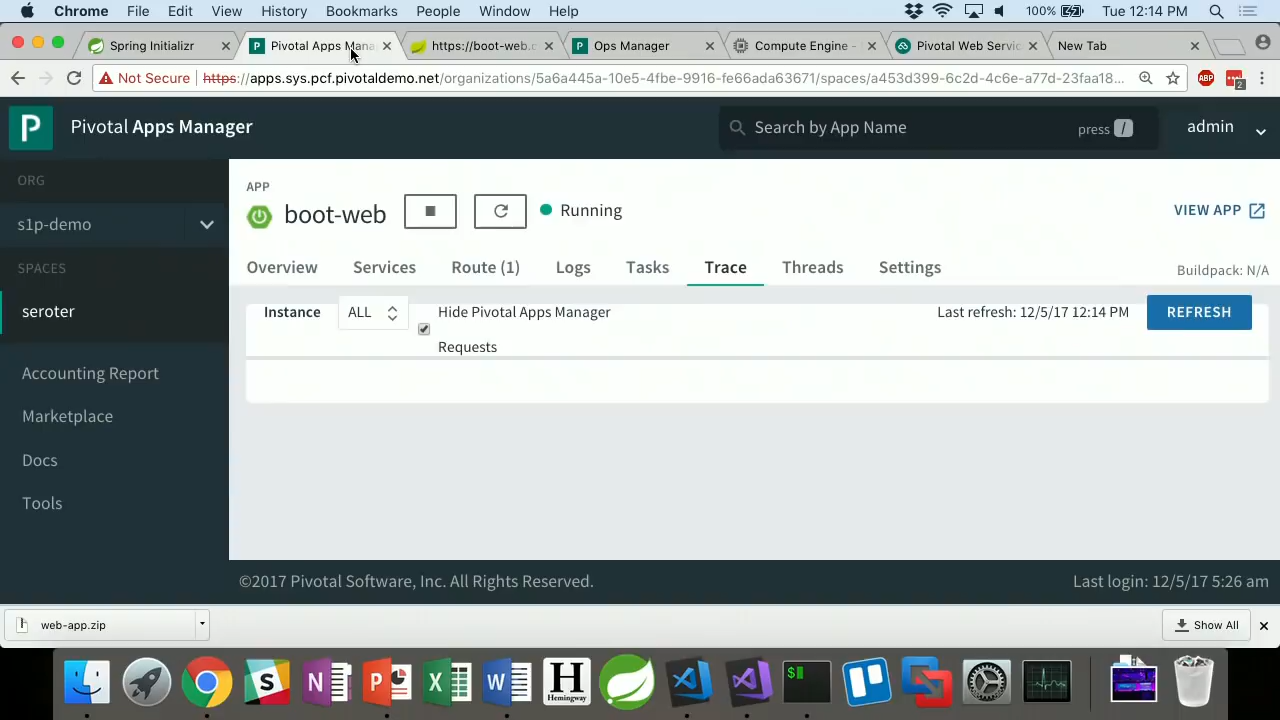 Chrome File Edit View History Bookmarks People Window Help 100% Tue 12:14 PM
Spring Initializr Pivotal Apps Mana https://boot-web.c Ops Manager Compute Engine - Pivotal Web Servic New Tab
Not Secure https://apps.sys.pcf.pivotaldemo.net/organizations/5a6a445a-10e5-4fbe-9916-fe66ada63671/spaces/a453d399-6c2d-4c6e-a77d-23faa18... ABP 2
P Pivotal Apps Manager Search by App Name press / admin
ORG
s1p-demo
SPACES
seroter
Accounting Report
Marketplace
Docs
Tools
APP
boot-web Running VIEW APP
Overview Services Route (1) Logs Tasks Trace Threads Settings Buildpack: N/A
Instance ALL Hide Pivotal Apps Manager Last refresh: 12/5/17 12:14 PM REFRESH
Requests
©2017 Pivotal Software, Inc. All Rights Reserved. Last login: 12/5/17 5:26 am
web-app.zip Show All
S N P X W H $
Hemingway